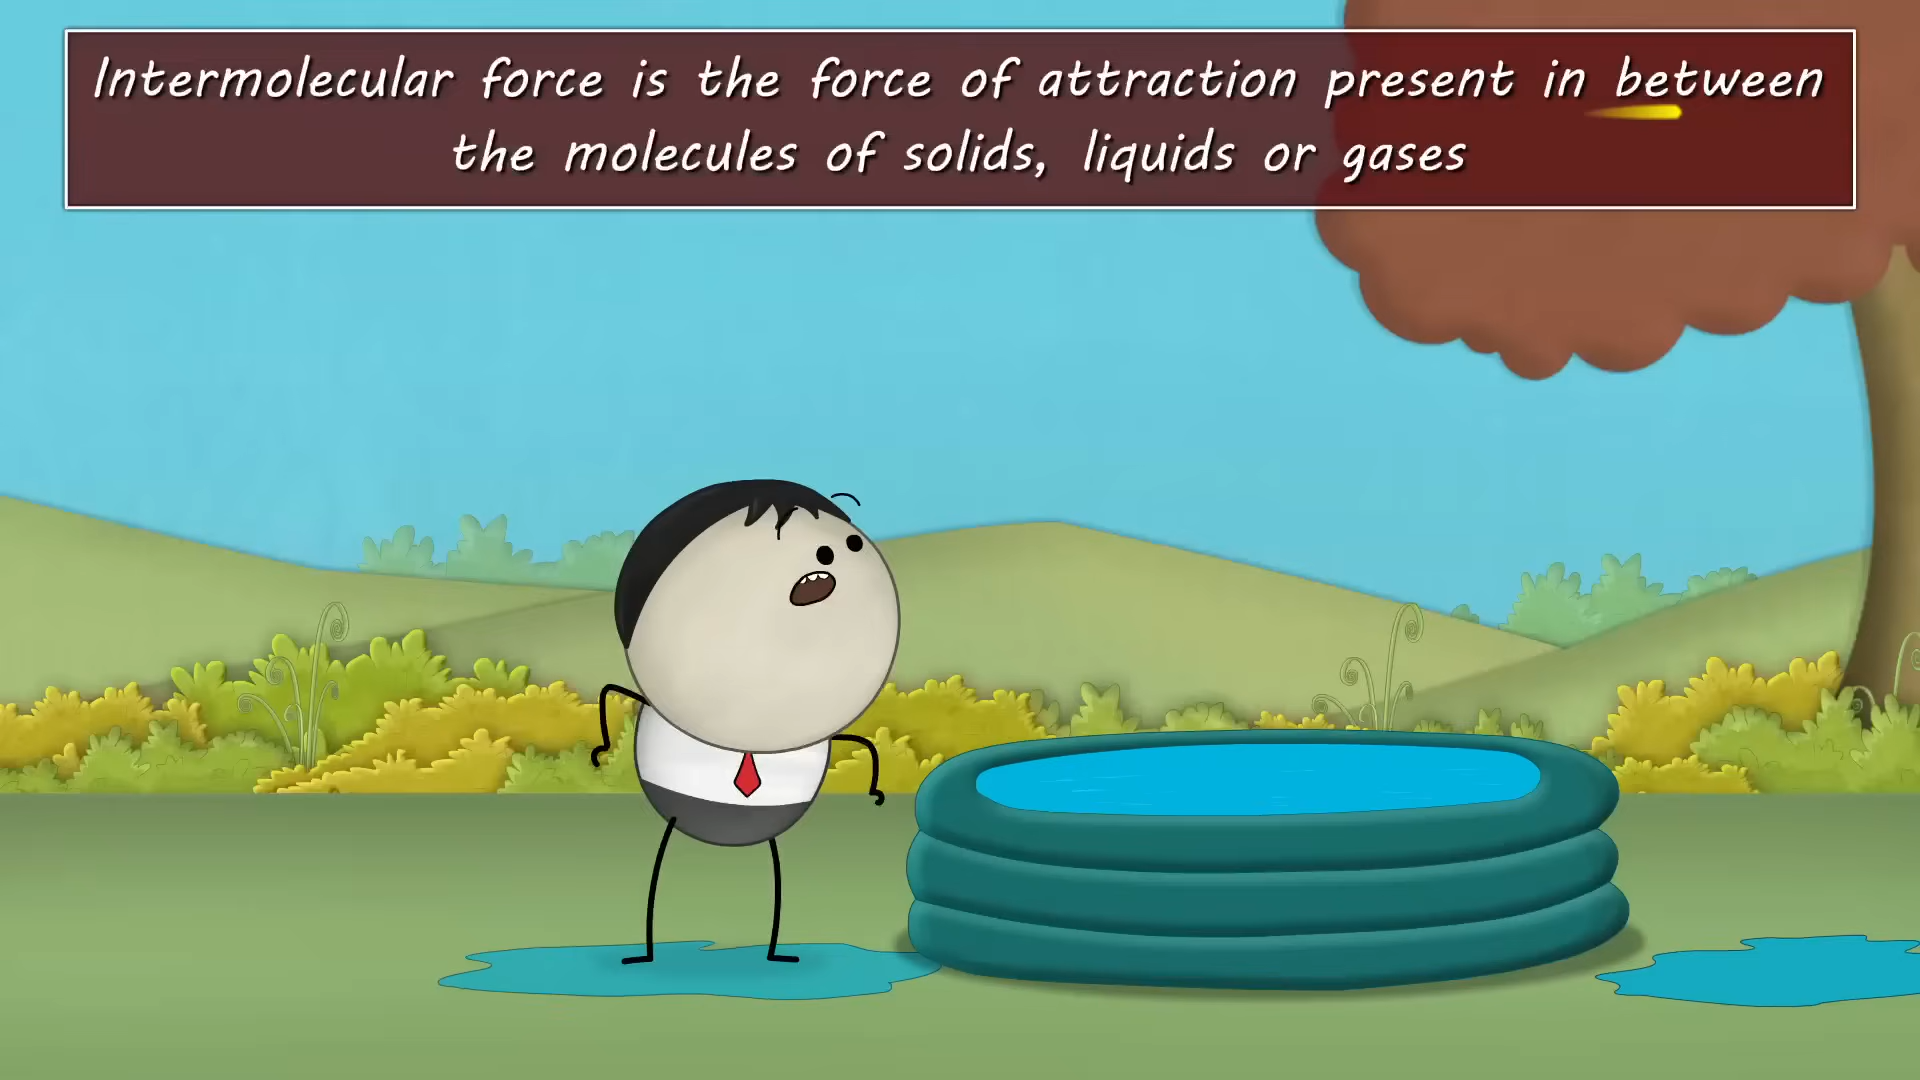 Intermolecular force is the force of attraction present in between
the molecules of solids, liquids or gases